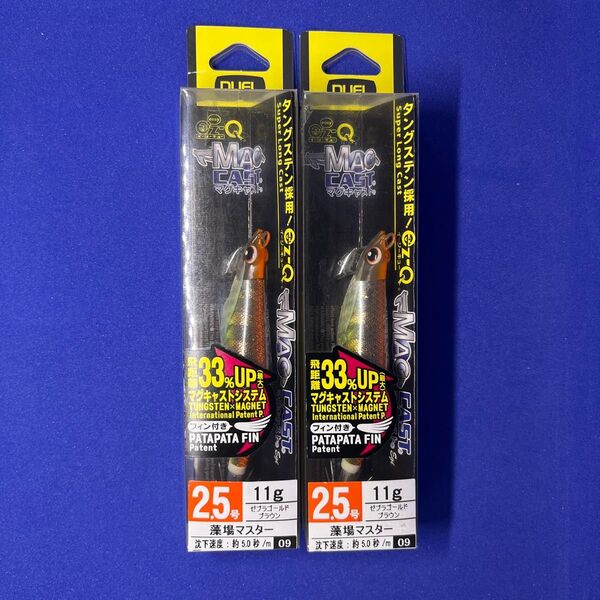 DUEL
ez-Q
MAG
CAST
マグキャスト
タングステン採用!
Super Long Cast
ez-Q
MAG CAST
飛距離 33%UP(最大)
マグキャストシステム
TUNGSTEN×MAGNET
International Patent P.
フィン付き
PATAPATA FIN
Patent
2.5号
11g
ゼブラゴールド
ブラウン
藻場マスター
沈下速度:約5.0秒/m
09
DUEL
ez-Q
MAG
CAST
マグキャスト
タングステン採用!
Super Long Cast
ez-Q
MAG CAST
飛距離 33%UP(最大)
マグキャストシステム
TUNGSTEN×MAGNET
International Patent P.
フィン付き
PATAPATA FIN
Patent
2.5号
11g
ゼブラゴールド
ブラウン
藻場マスター
沈下速度:約5.0秒/m
09